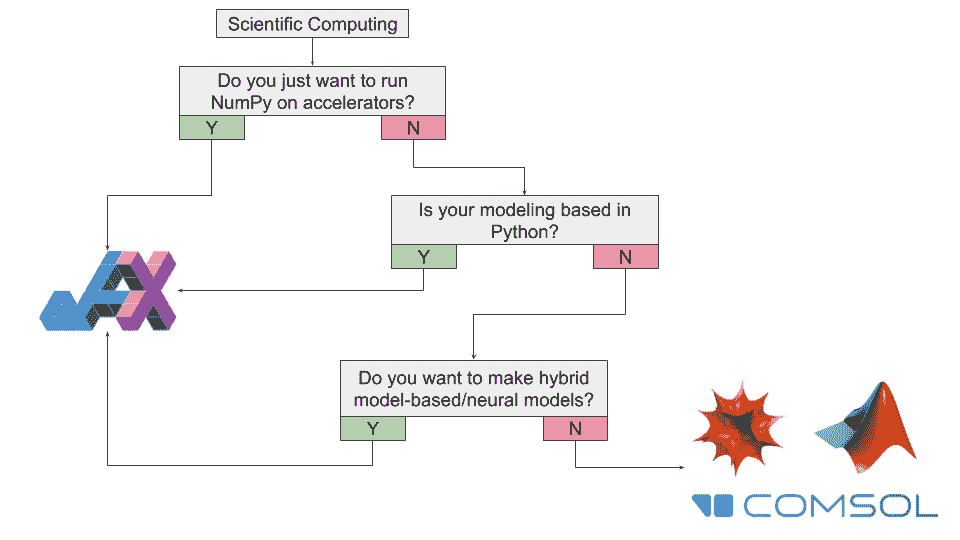 Scientific Computing
Do you just want to run
NumPy on accelerators?
Y
N
Is your modeling based in
Python?
Y
N
JAX
Do you want to make hybrid
model-based/neural models?
Y
N
COMSOL